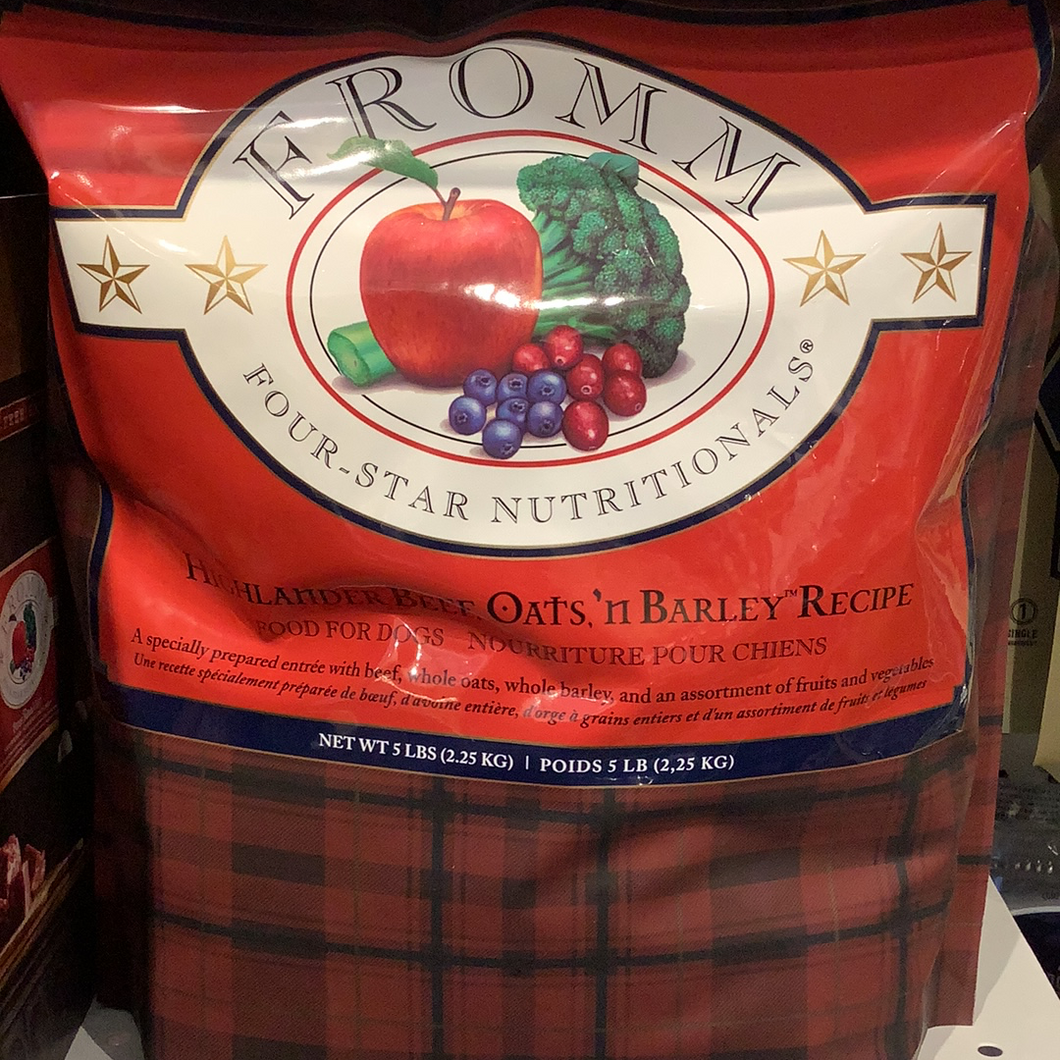 FROMM
FOUR-STAR NUTRITIONALS®
HIGHLANDER BEEF, OATS, 'n BARLEY™ RECIPE
FOOD FOR DOGS NOURRITURE POUR CHIENS
A specially prepared entrée with beef, whole oats, whole barley, and an assortment of fruits and vegetables
Une recette spécialement préparée de bœuf, d'avoine entière, d'orge à grains entiers et d'un assortiment de fruits et légumes
NET WT 5 LBS (2.25 KG) | POIDS 5 LB (2,25 KG)
1
SINGLE